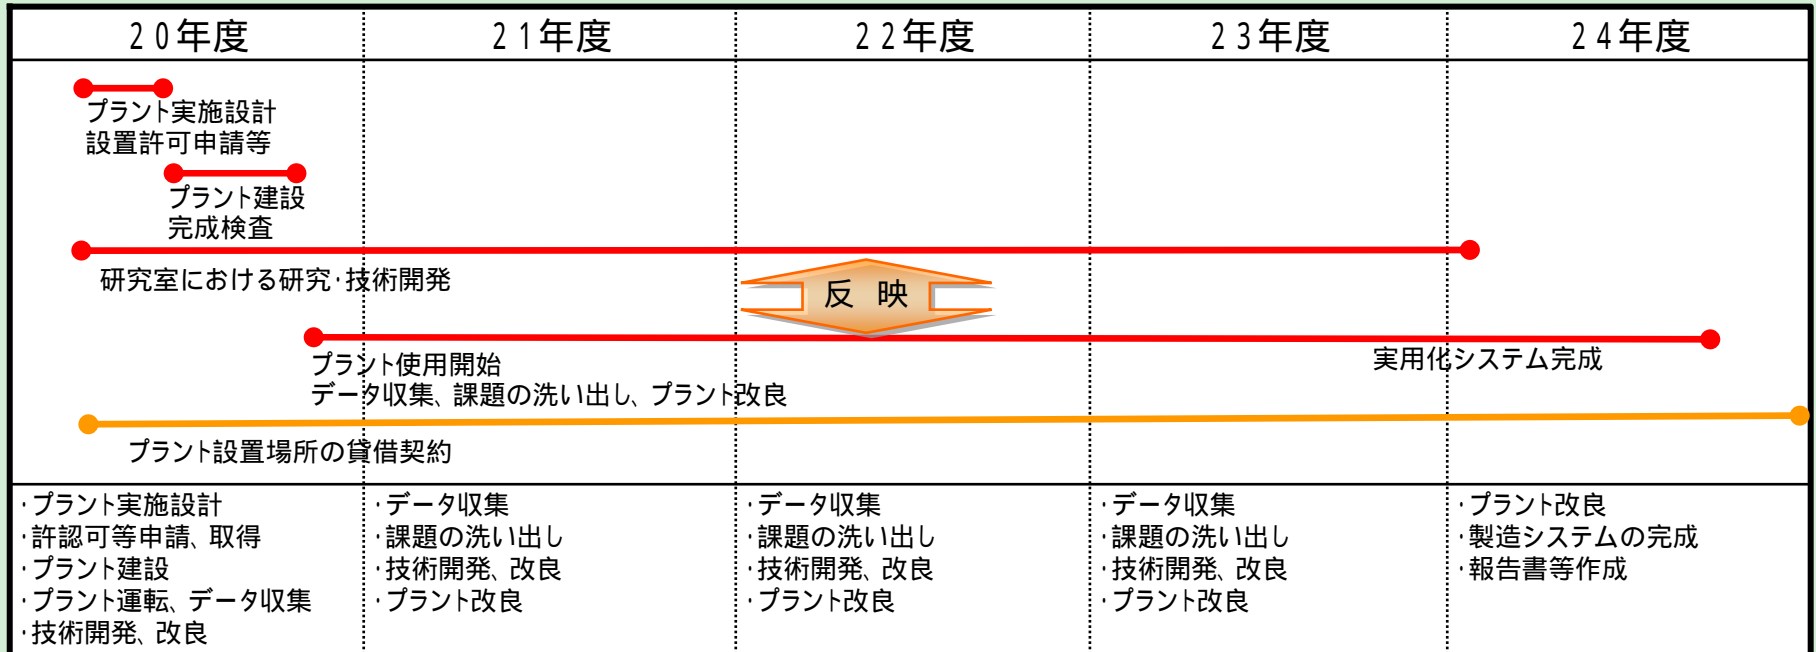 20年度
21年度
22年度
23年度
24年度
プラント実施設計
設置許可申請等
プラント建設
完成検査
研究室における研究・技術開発
反 映
プラント使用開始
データ収集、課題の洗い出し、プラント改良
実用化システム完成
プラント設置場所の貸借契約
・プラント実施設計
・許認可等申請、取得
・プラント建設
・プラント運転、データ収集
・技術開発、改良
・データ収集
・課題の洗い出し
・技術開発、改良
・プラント改良
・データ収集
・課題の洗い出し
・技術開発、改良
・プラント改良
・データ収集
・課題の洗い出し
・技術開発、改良
・プラント改良
・プラント改良
・製造システムの完成
・報告書等作成